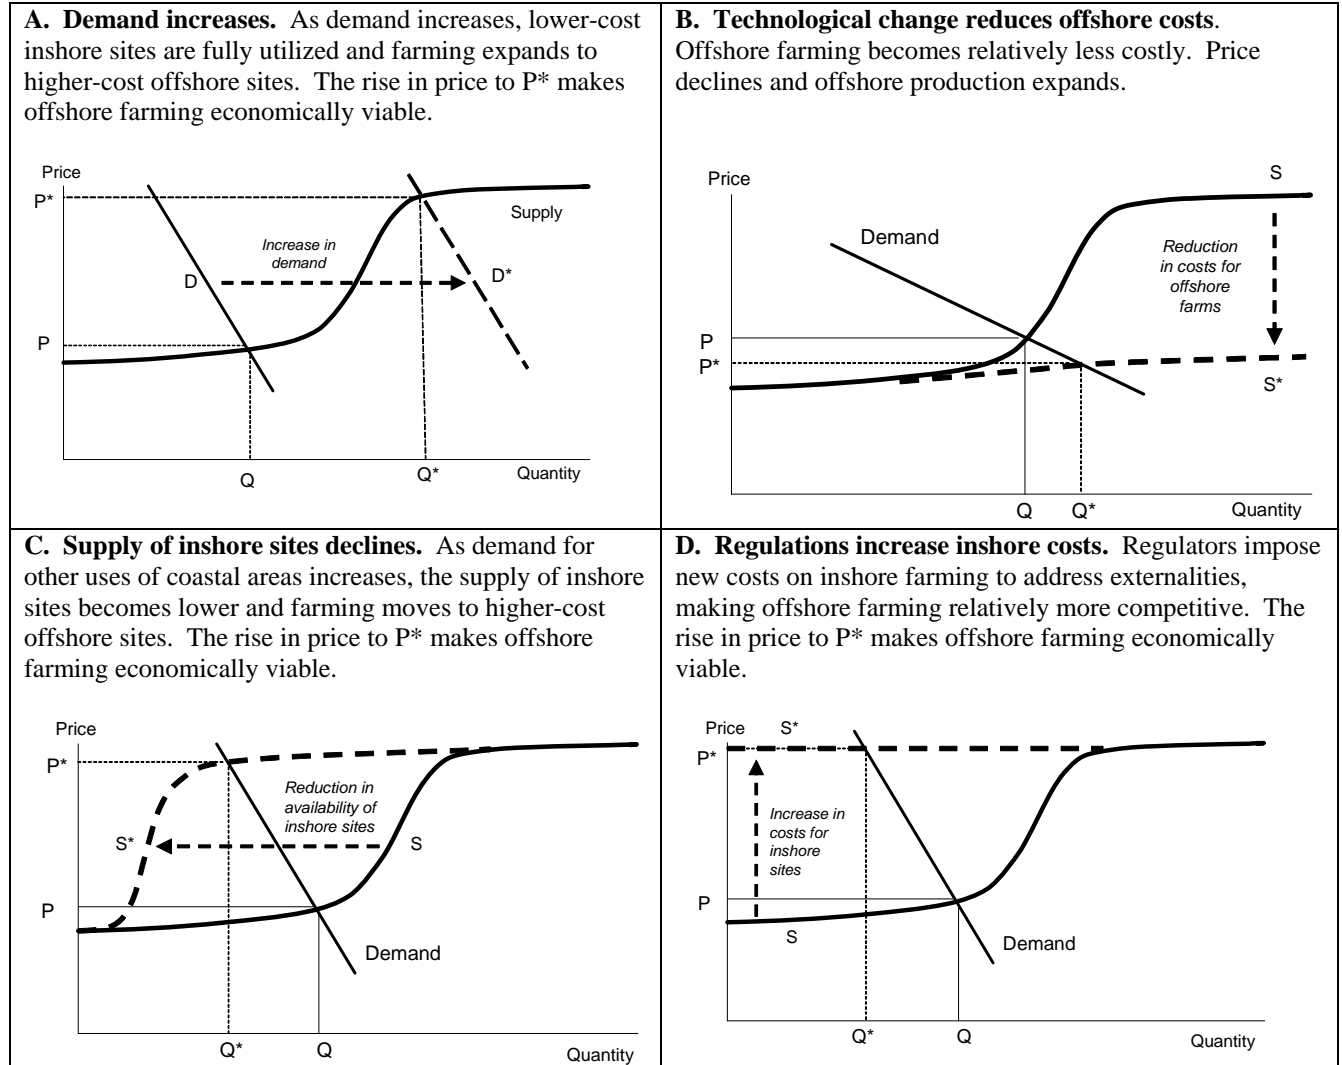 A. Demand increases. As demand increases, lower-cost
inshore sites are fully utilized and farming expands to
higher-cost offshore sites. The rise in price to P* makes
offshore farming economically viable.
Price
P*
Supply
Increase in
demand
D
D*
P
Q
Q*
Quantity
B. Technological change reduces offshore costs.
Offshore farming becomes relatively less costly. Price
declines and offshore production expands.
Price
S
Demand
Reduction
in costs for
offshore
farms
P
P*
S*
Q
Q*
Quantity
C. Supply of inshore sites declines. As demand for
other uses of coastal areas increases, the supply of inshore
sites becomes lower and farming moves to higher-cost
offshore sites. The rise in price to P* makes offshore
farming economically viable.
Price
P*
Reduction in
availability of
inshore sites
S*
S
P
Demand
Q*
Q
Quantity
D. Regulations increase inshore costs. Regulators impose
new costs on inshore farming to address externalities,
making offshore farming relatively more competitive. The
rise in price to P* makes offshore farming economically
viable.
Price
S*
P*
Increase in
costs for
inshore
sites
P
S
Demand
Q*
Q
Quantity